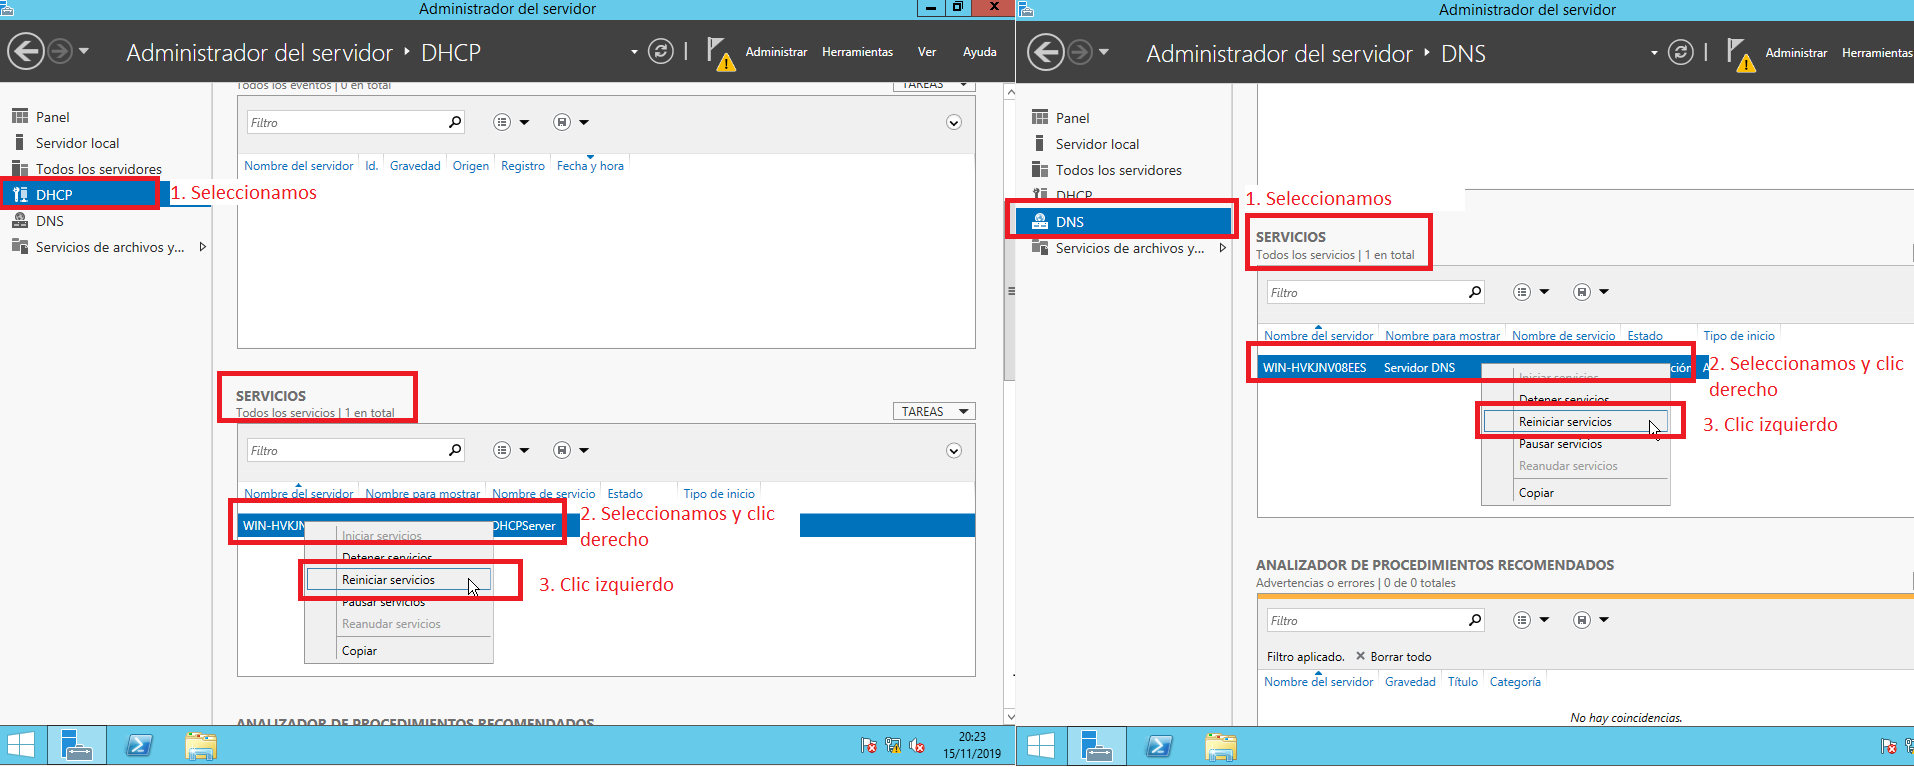 Administrador del servidor
Administrador del servidor ‣ DHCP
Administrar Herramientas Ver Ayuda
Panel
Servidor local
Todos los servidores
DHCP
DNS
Servicios de archivos y...
1. Seleccionamos
Todos los eventos | 0 en total
TAREAS
Filtro
Nombre del servidor Id. Gravedad Origen Registro Fecha y hora
SERVICIOS
Todos los servicios | 1 en total
TAREAS
Filtro
Nombre del servidor Nombre para mostrar Nombre de servicio Estado Tipo de inicio
WIN-HVKJN DHCPServer
2. Seleccionamos y clic
derecho
Iniciar servicios
Detener servicios
Reiniciar servicios
3. Clic izquierdo
Pausar servicios
Reanudar servicios
Copiar
ANALIZADOR DE PROCEDIMIENTOS RECOMENDADOS
20:23
15/11/2019
Administrador del servidor
Administrador del servidor ‣ DNS
Administrar Herramientas
Panel
Servidor local
Todos los servidores
DHCP
DNS
Servicios de archivos y...
1. Seleccionamos
SERVICIOS
Todos los servicios | 1 en total
Filtro
Nombre del servidor Nombre para mostrar Nombre de servicio Estado Tipo de inicio
WIN-HVKJNV08EES Servidor DNS ción A
2. Seleccionamos y clic
derecho
Iniciar servicios
Detener servicios
Reiniciar servicios
3. Clic izquierdo
Pausar servicios
Reanudar servicios
Copiar
ANALIZADOR DE PROCEDIMIENTOS RECOMENDADOS
Advertencias o errores | 0 de 0 totales
Filtro
Filtro aplicado. ✕ Borrar todo
Nombre del servidor Gravedad Título Categoría
No hay coincidencias.